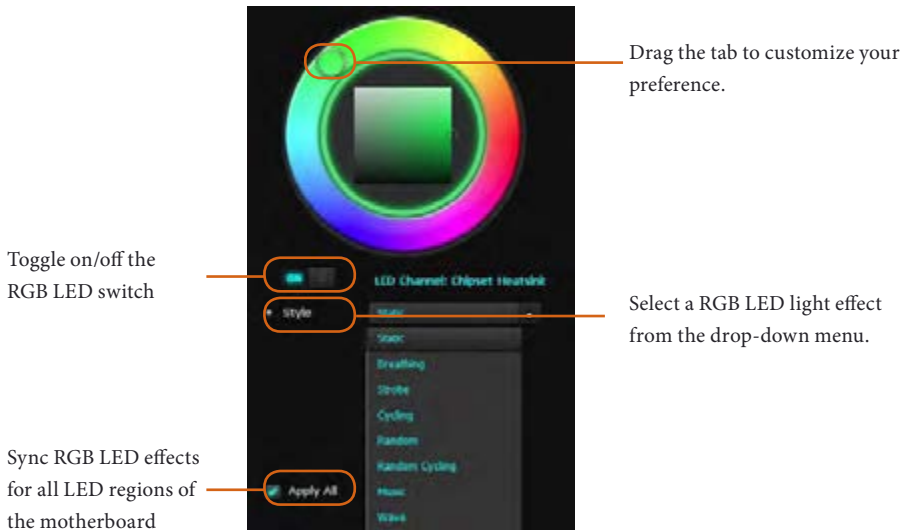 Drag the tab to customize your
preference.
Toggle on/off the
RGB LED switch
LED Channel: Chipset Heatsink
Style
Static
Select a RGB LED light effect
from the drop-down menu.
Static
Breathing
Strobe
Cycling
Random
Random Cycling
Music
Wave
Sync RGB LED effects
for all LED regions of
the motherboard
Apply All